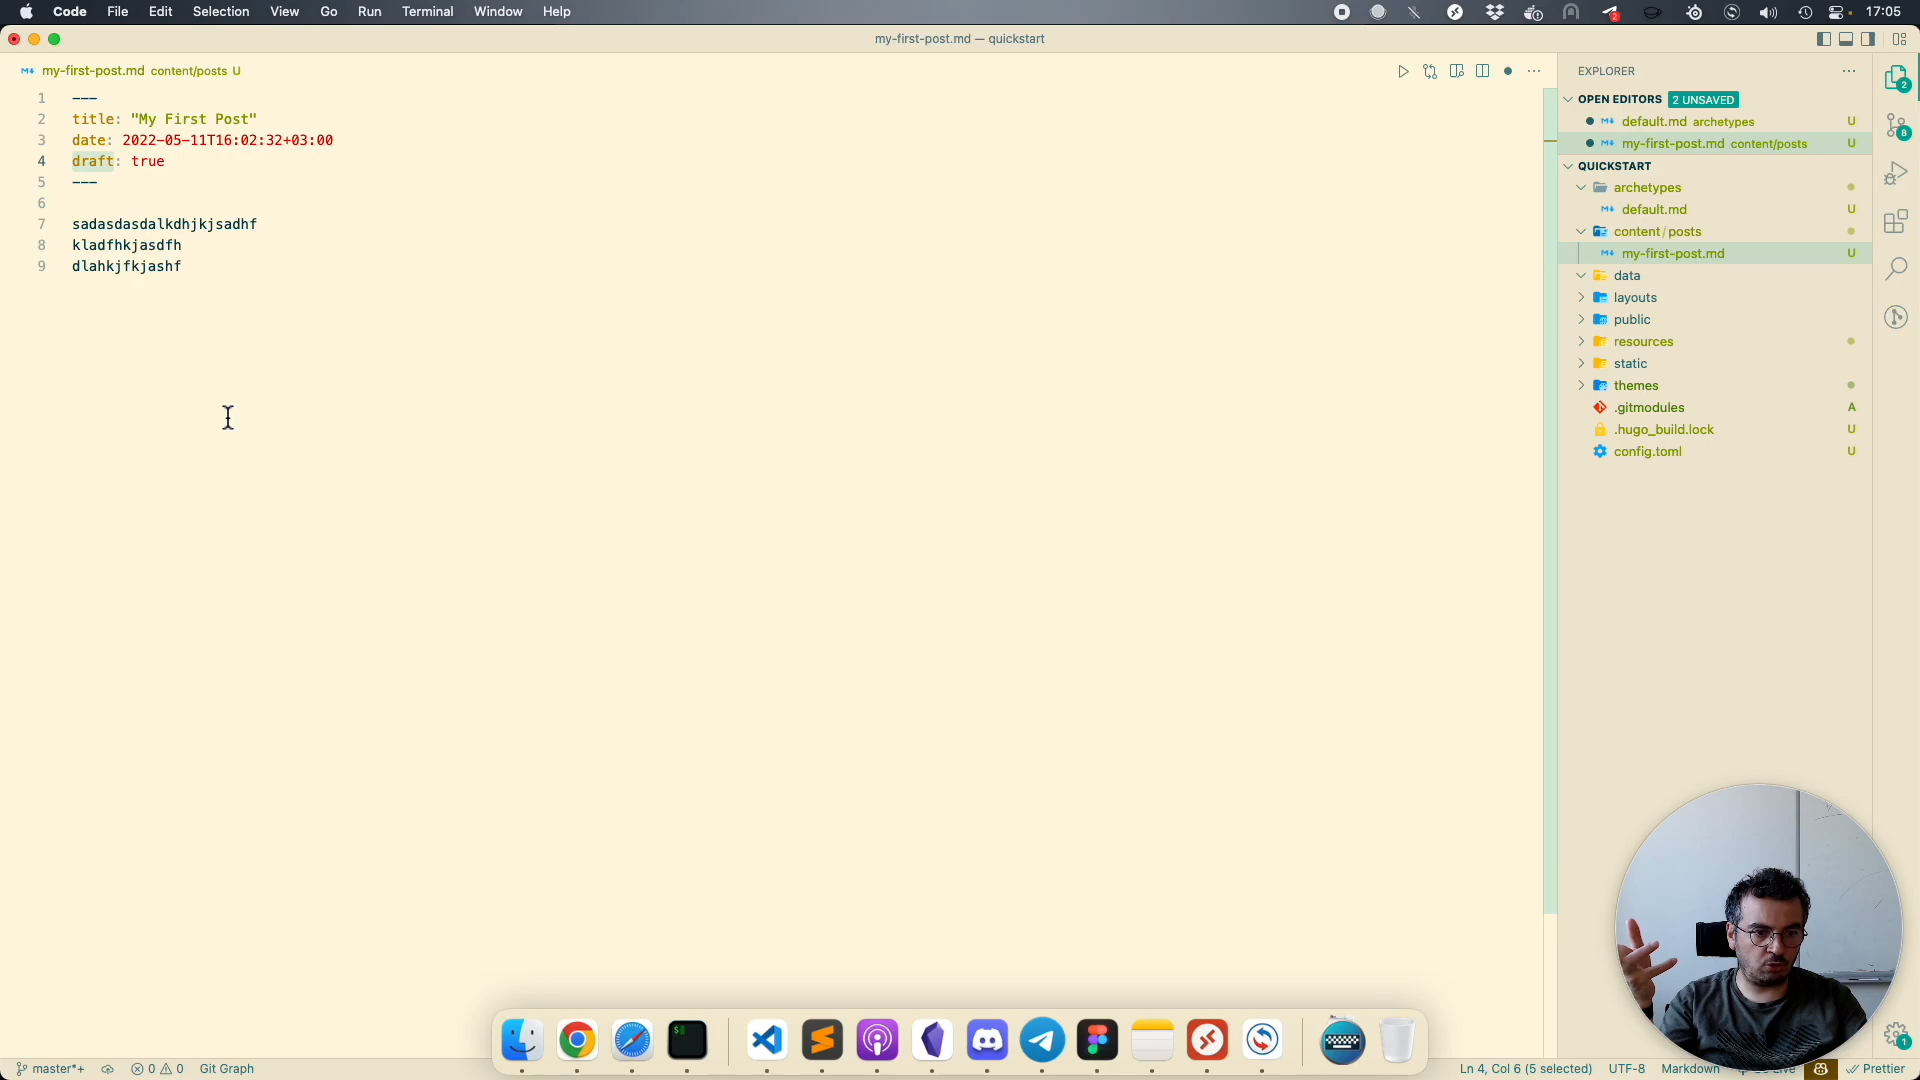 Code File Edit Selection View Go Run Terminal Window Help 2 17:05
my-first-post.md — quickstart
my-first-post.md content/posts U
1 ---
2 title: "My First Post"
3 date: 2022-05-11T16:02:32+03:00
4 draft: true
5 ---
6
7 sadasdasdalkdhjkjsadhf
8 kladfhkjasdfh
9 dlahkjfkjashf
EXPLORER
OPEN EDITORS 2 UNSAVED
default.md archetypes U
my-first-post.md content/posts U
QUICKSTART
archetypes
default.md U
content/posts
my-first-post.md U
data
layouts
public
resources
static
themes
.gitmodules A
.hugo_build.lock U
config.toml U
2
8
1
master*+ 0 0 Git Graph
Ln 4, Col 6 (5 selected) UTF-8 Markdown Prettier